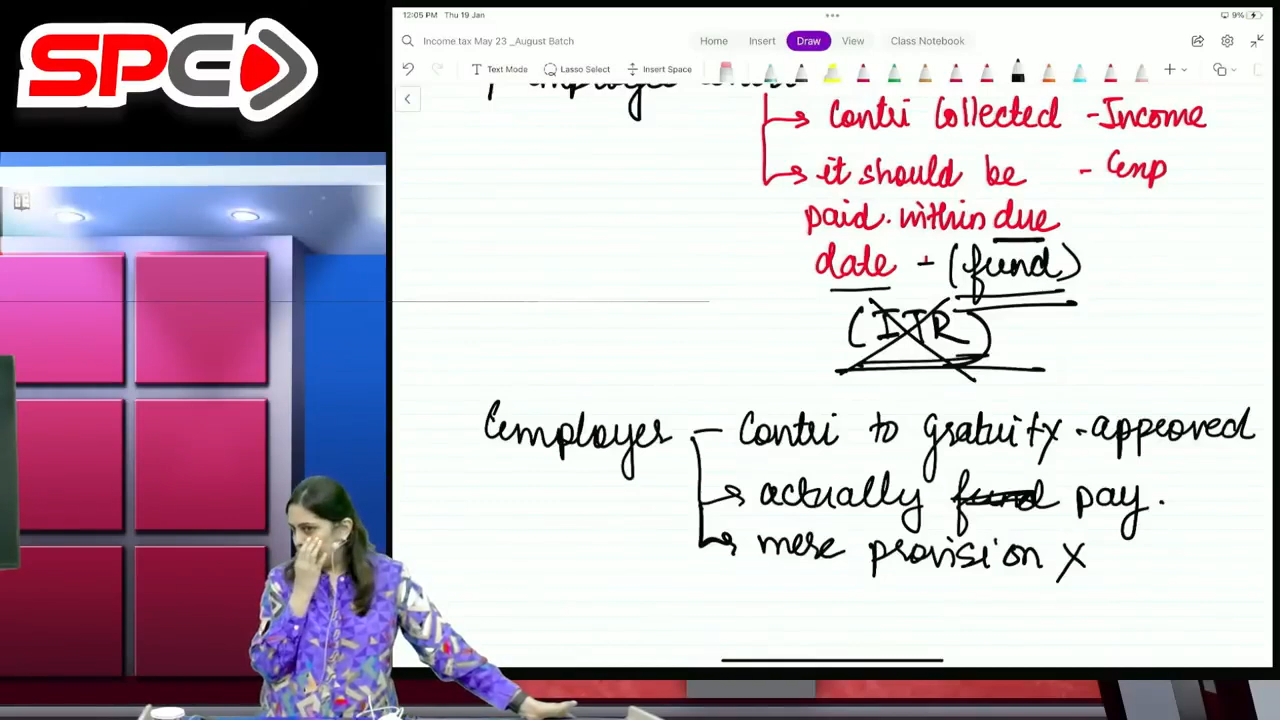 12:05 PM Thu 19 Jan
9%
SPE
Income tax May 23 _August Batch
Home Insert Draw View Class Notebook
Text Mode Lasso Select Insert Space
employee
Contri Collected - Income
it should be - Emp
paid. within due
date - (fund)
(ITR)
Employer - Contri to gratuity - approved
actually fund pay.
mere provision X